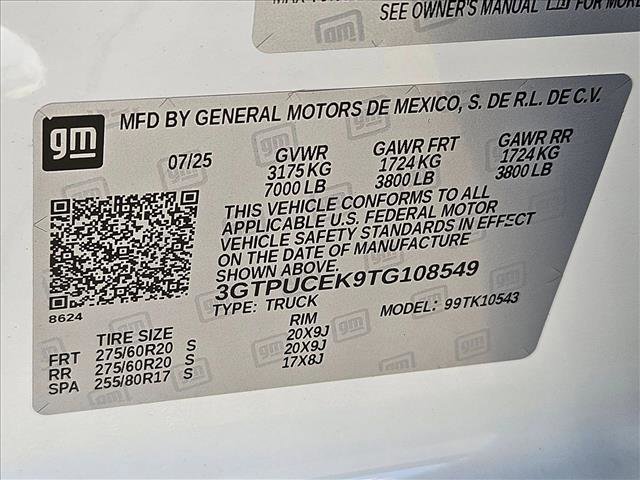 SEE OWNER'S MANUAL FOR MORE
gm
MFD BY GENERAL MOTORS DE MEXICO, S. DE R.L. DE C.V.
07/25 GVWR GAWR FRT GAWR RR
3175 KG 1724 KG 1724 KG
7000 LB 3800 LB 3800 LB
THIS VEHICLE CONFORMS TO ALL
APPLICABLE U.S. FEDERAL MOTOR
VEHICLE SAFETY STANDARDS IN EFFECT
ON THE DATE OF MANUFACTURE
SHOWN ABOVE.
3GTPUCEK9TG108549
8624
TYPE: TRUCK MODEL: 99TK10543
TIRE SIZE RIM
FRT 275/60R20 S 20X9J
RR 275/60R20 S 20X9J
SPA 255/80R17 S 17X8J